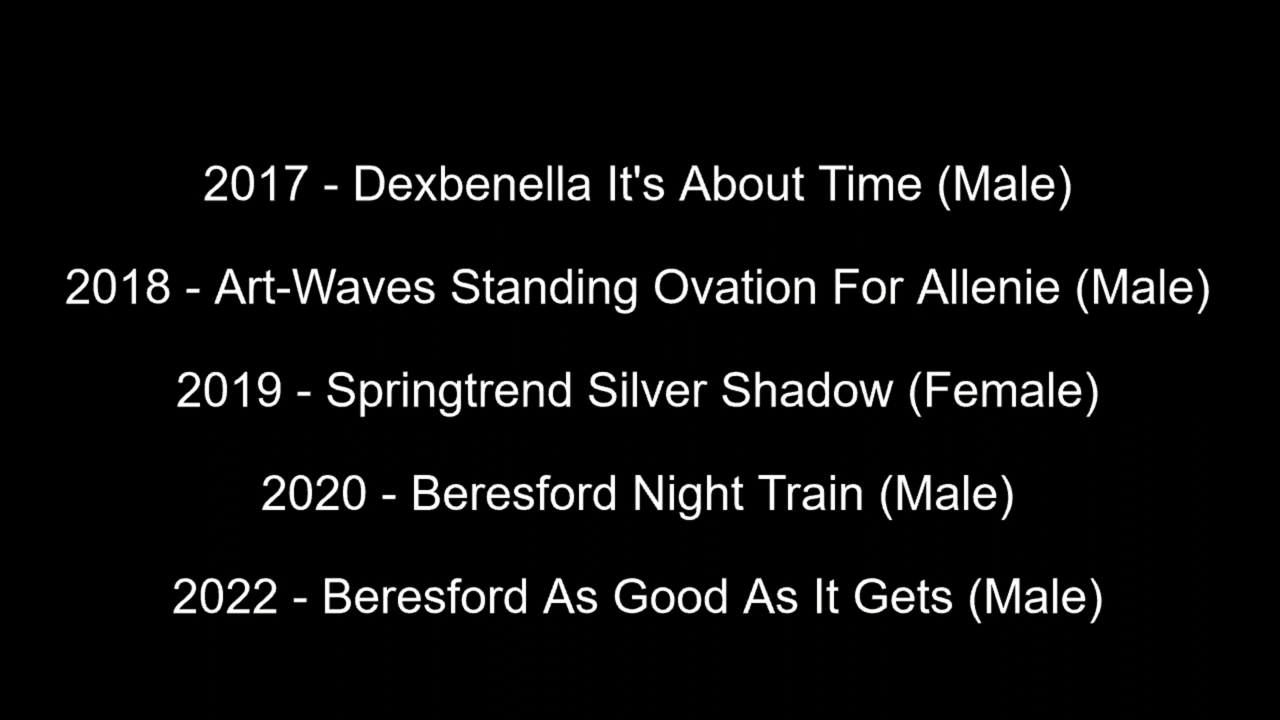 2017 - Dexbenella It's About Time (Male)
2018 - Art-Waves Standing Ovation For Allenie (Male)
2019 - Springtrend Silver Shadow (Female)
2020 - Beresford Night Train (Male)
2022 - Beresford As Good As It Gets (Male)